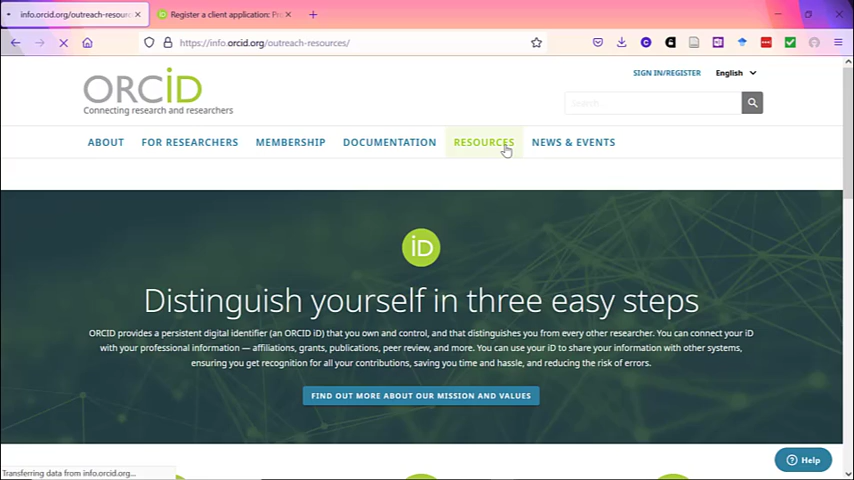 info.orcid.org/outreach-resour
Register a client application: Pr
https://info.orcid.org/outreach-resources/
SIGN IN/REGISTER
English
ORCiD
Connecting research and researchers
Search...
ABOUT
FOR RESEARCHERS
MEMBERSHIP
DOCUMENTATION
RESOURCES
NEWS & EVENTS
iD
Distinguish yourself in three easy steps
ORCID provides a persistent digital identifier (an ORCID iD) that you own and control, and that distinguishes you from every other researcher. You can connect your iD
with your professional information — affiliations, grants, publications, peer review, and more. You can use your iD to share your information with other systems,
ensuring you get recognition for all your contributions, saving you time and hassle, and reducing the risk of errors.
FIND OUT MORE ABOUT OUR MISSION AND VALUES
Help
Transferring data from info.orcid.org...